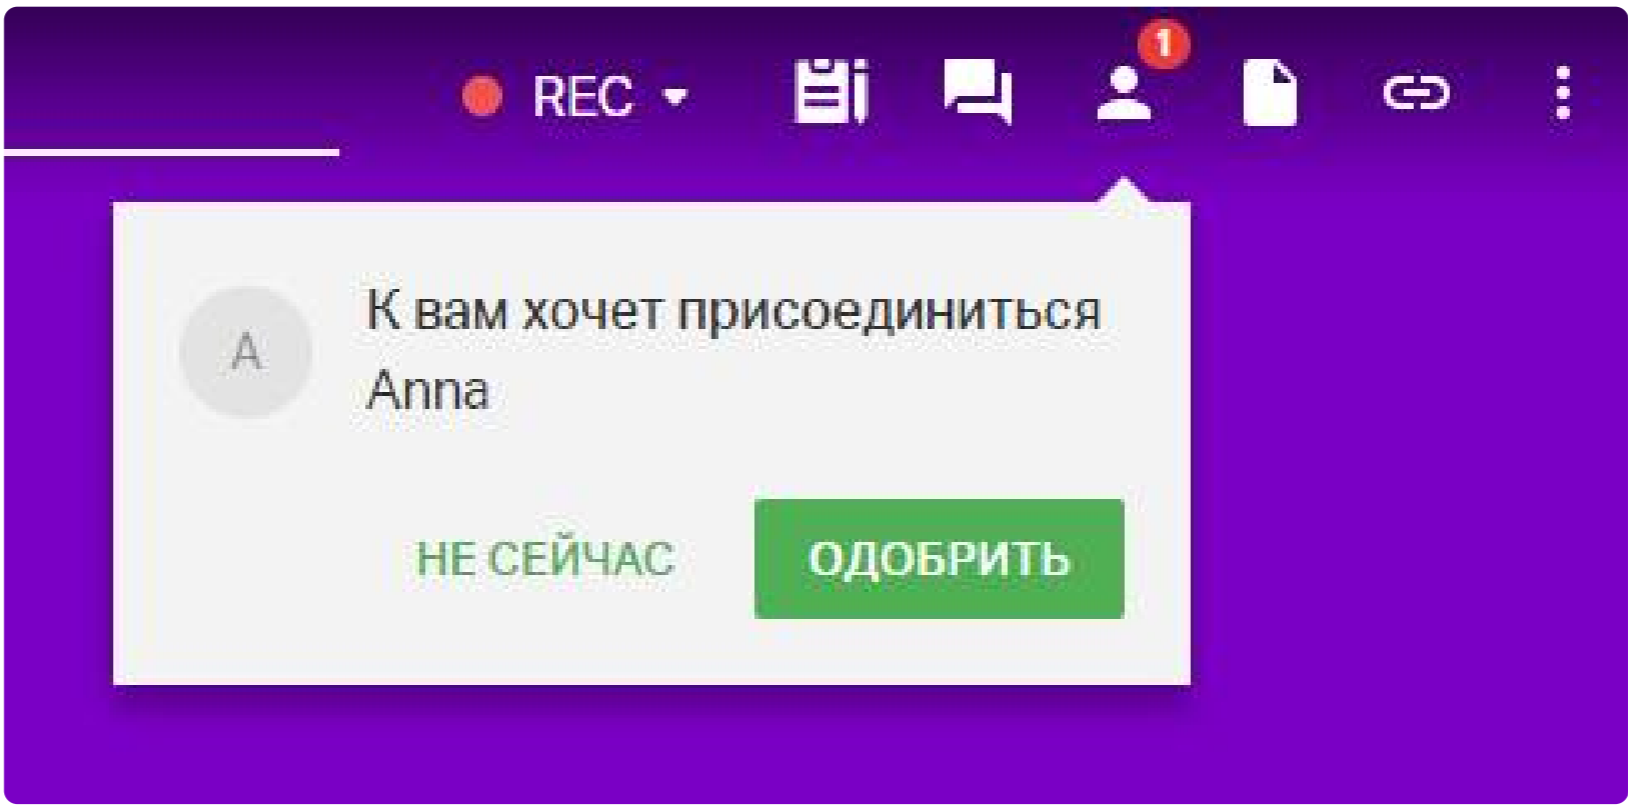 REC
1
К вам хочет присоединиться
Anna
A
НЕ СЕЙЧАС
ОДОБРИТЬ